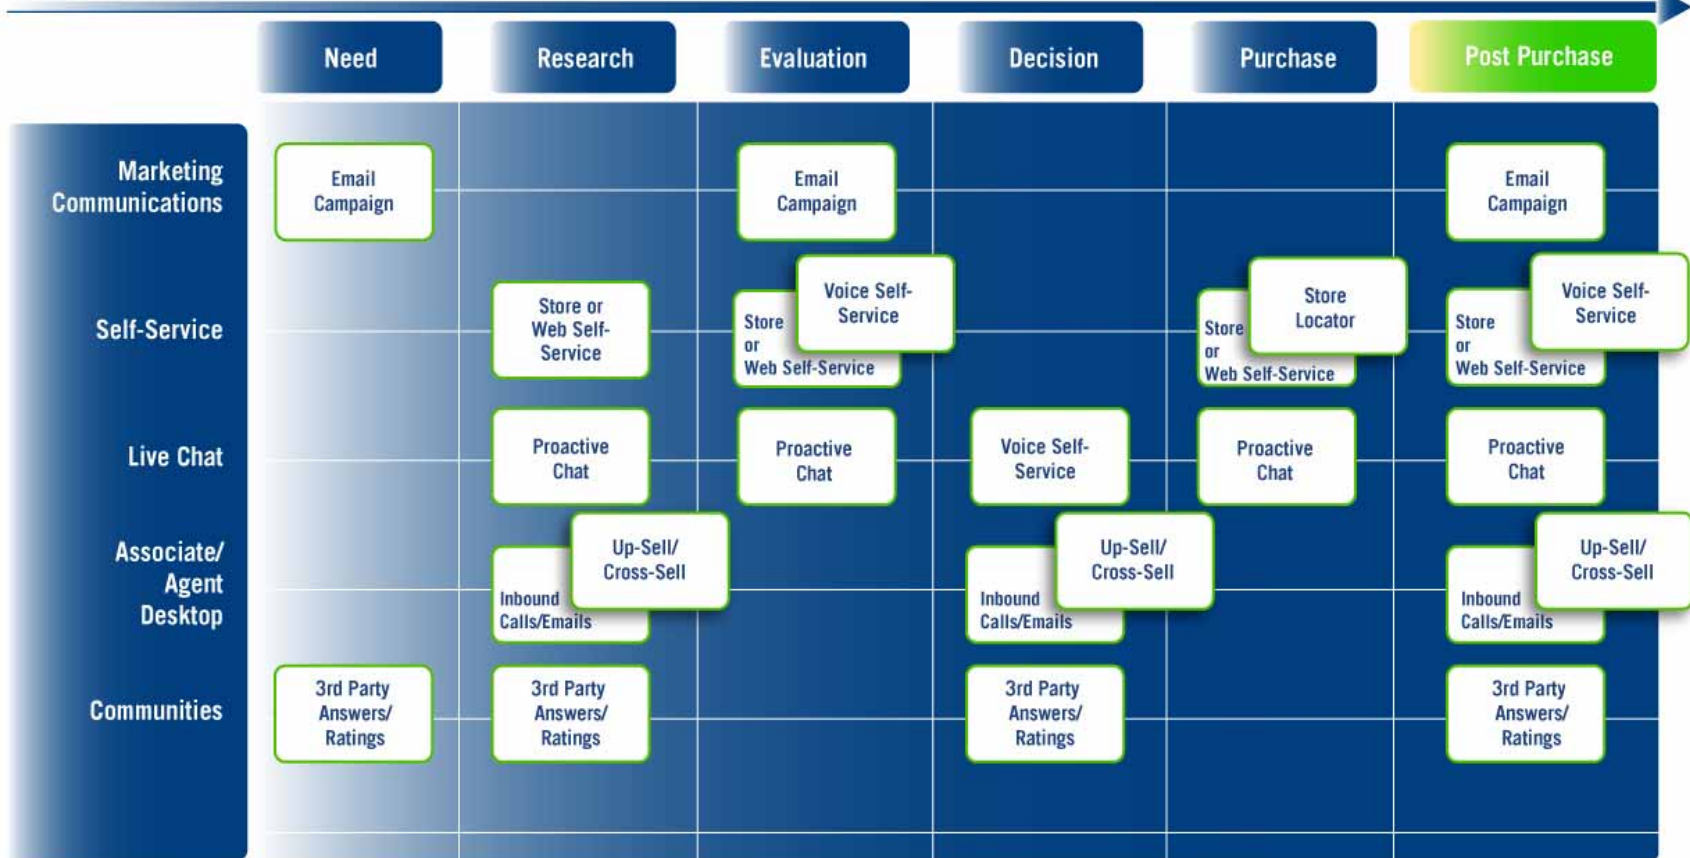 Need
Research
Evaluation
Decision
Purchase
Post Purchase
Marketing
Communications
Email
Campaign
Email
Campaign
Email
Campaign
Self-Service
Store or
Web Self-
Service
Store
or
Web Self-Service
Voice Self-
Service
Store
or
Web Self-Service
Store
Locator
Store
or
Web Self-Service
Voice Self-
Service
Live Chat
Proactive
Chat
Proactive
Chat
Voice Self-
Service
Proactive
Chat
Proactive
Chat
Associate/
Agent
Desktop
Inbound
Calls/Emails
Up-Sell/
Cross-Sell
Inbound
Calls/Emails
Up-Sell/
Cross-Sell
Inbound
Calls/Emails
Up-Sell/
Cross-Sell
Communities
3rd Party
Answers/
Ratings
3rd Party
Answers/
Ratings
3rd Party
Answers/
Ratings
3rd Party
Answers/
Ratings